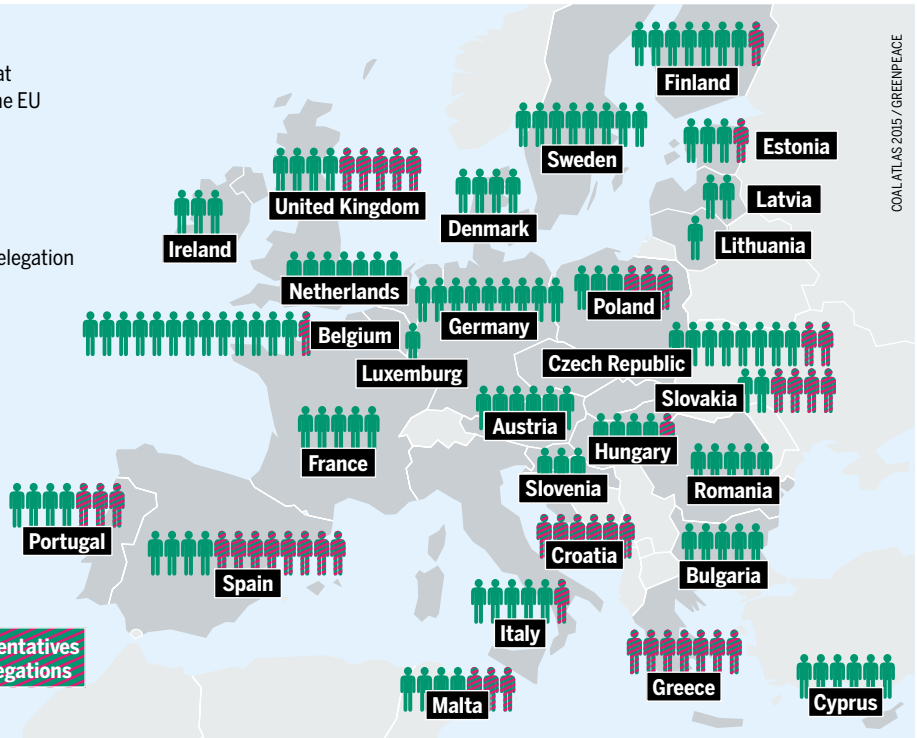 at
he EU
elegation
entatives
egations
Finland
Sweden
Estonia
United Kingdom
Latvia
Denmark
Ireland
Lithuania
Netherlands
Poland
Germany
Belgium
Czech Republic
Luxemburg
Slovakia
Austria
Hungary
France
Slovenia
Romania
Portugal
Croatia
Bulgaria
Spain
Italy
Greece
Malta
Cyprus
COAL ATLAS 2015 / GREENPEACE